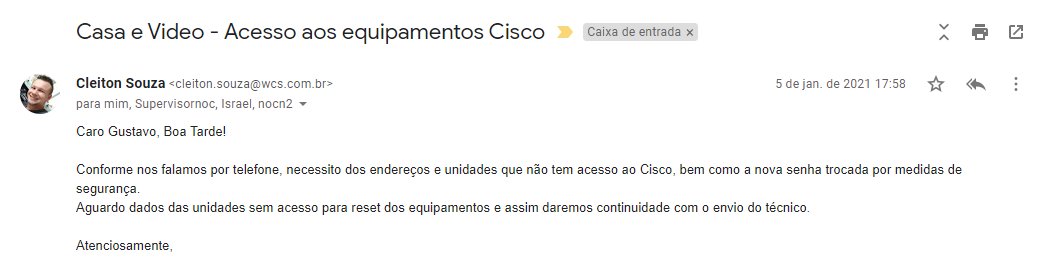 Casa e Video - Acesso aos equipamentos Cisco Caixa de entrada ×
Cleiton Souza <cleiton.souza@wcs.com.br> 5 de jan. de 2021 17:58
para mim, Supervisornoc, Israel, nocn2
Caro Gustavo, Boa Tarde!
Conforme nos falamos por telefone, necessito dos endereços e unidades que não tem acesso ao Cisco, bem como a nova senha trocada por medidas de
segurança.
Aguardo dados das unidades sem acesso para reset dos equipamentos e assim daremos continuidade com o envio do técnico.
Atenciosamente,